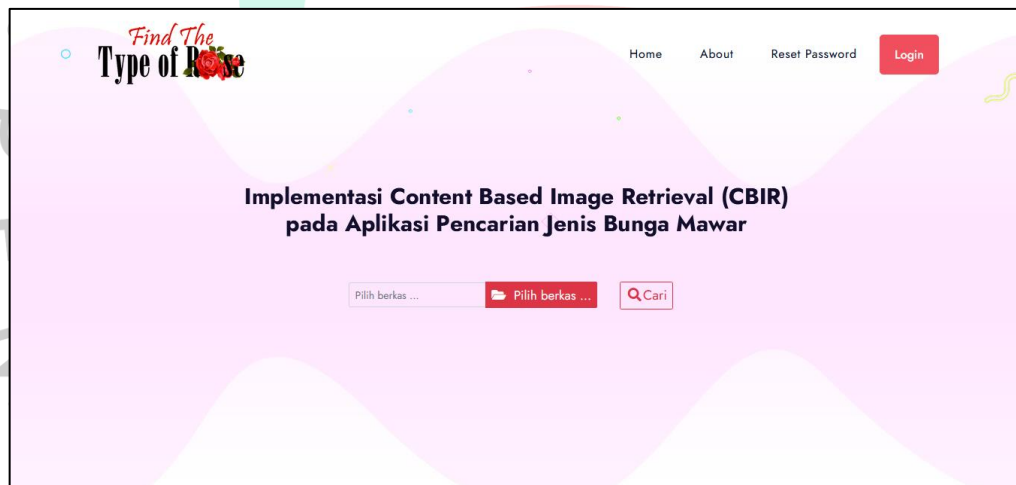 Find The
Type of Rose
Home About Reset Password Login
Implementasi Content Based Image Retrieval (CBIR)
pada Aplikasi Pencarian Jenis Bunga Mawar
Pilih berkas ... Pilih berkas ... Cari